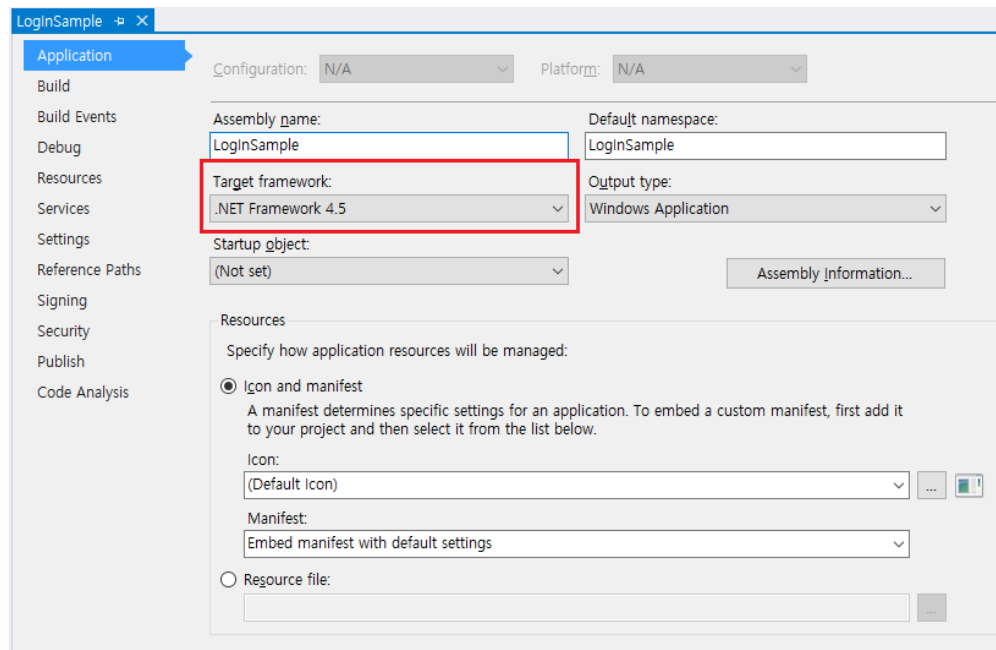 LogInSample
Application
Build
Build Events
Debug
Resources
Services
Settings
Reference Paths
Signing
Security
Publish
Code Analysis
Configuration: N/A Platform: N/A
Assembly name: Default namespace:
LogInSample LogInSample
Target framework: Output type:
.NET Framework 4.5 Windows Application
Startup object:
(Not set) Assembly Information...
Resources
Specify how application resources will be managed:
Icon and manifest
A manifest determines specific settings for an application. To embed a custom manifest, first add it
to your project and then select it from the list below.
Icon:
(Default Icon) ...
Manifest:
Embed manifest with default settings
Resource file:
...